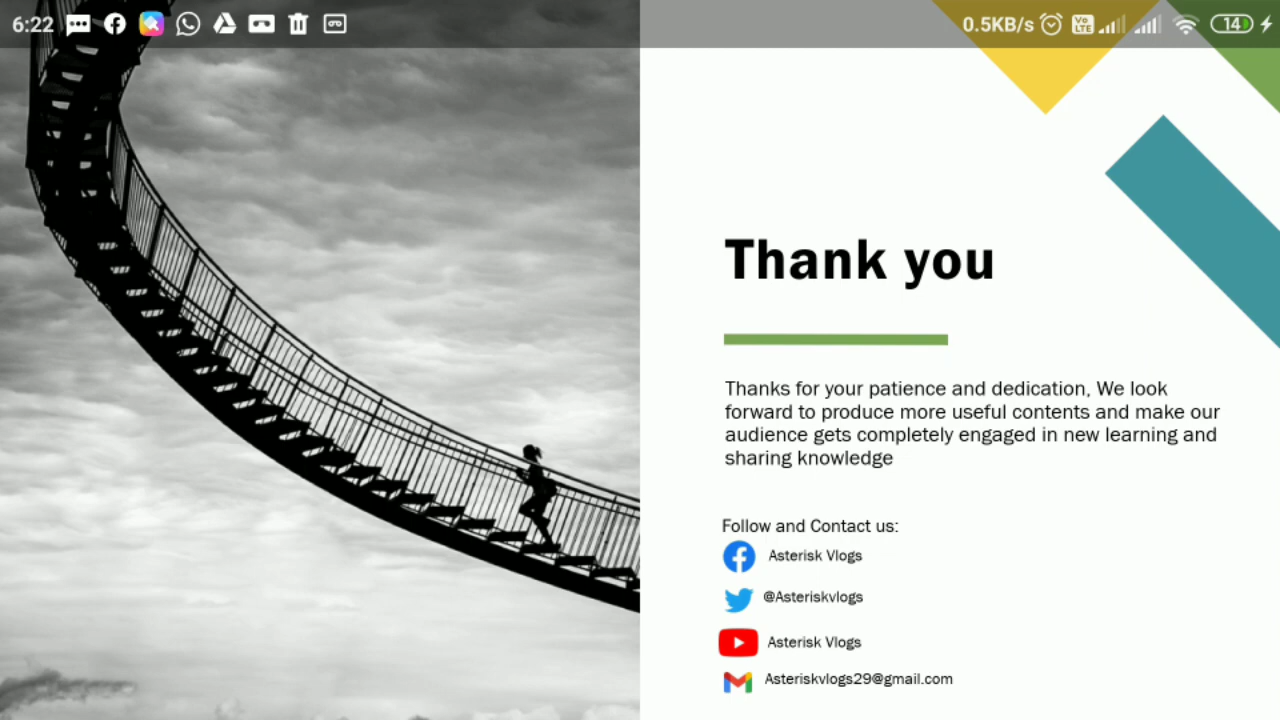 6:22
0.5KB/s
Vo
LTE
14
Thank you
Thanks for your patience and dedication, We look
forward to produce more useful contents and make our
audience gets completely engaged in new learning and
sharing knowledge
Follow and Contact us:
Asterisk Vlogs
@Asteriskvlogs
Asterisk Vlogs
Asteriskvlogs29@gmail.com